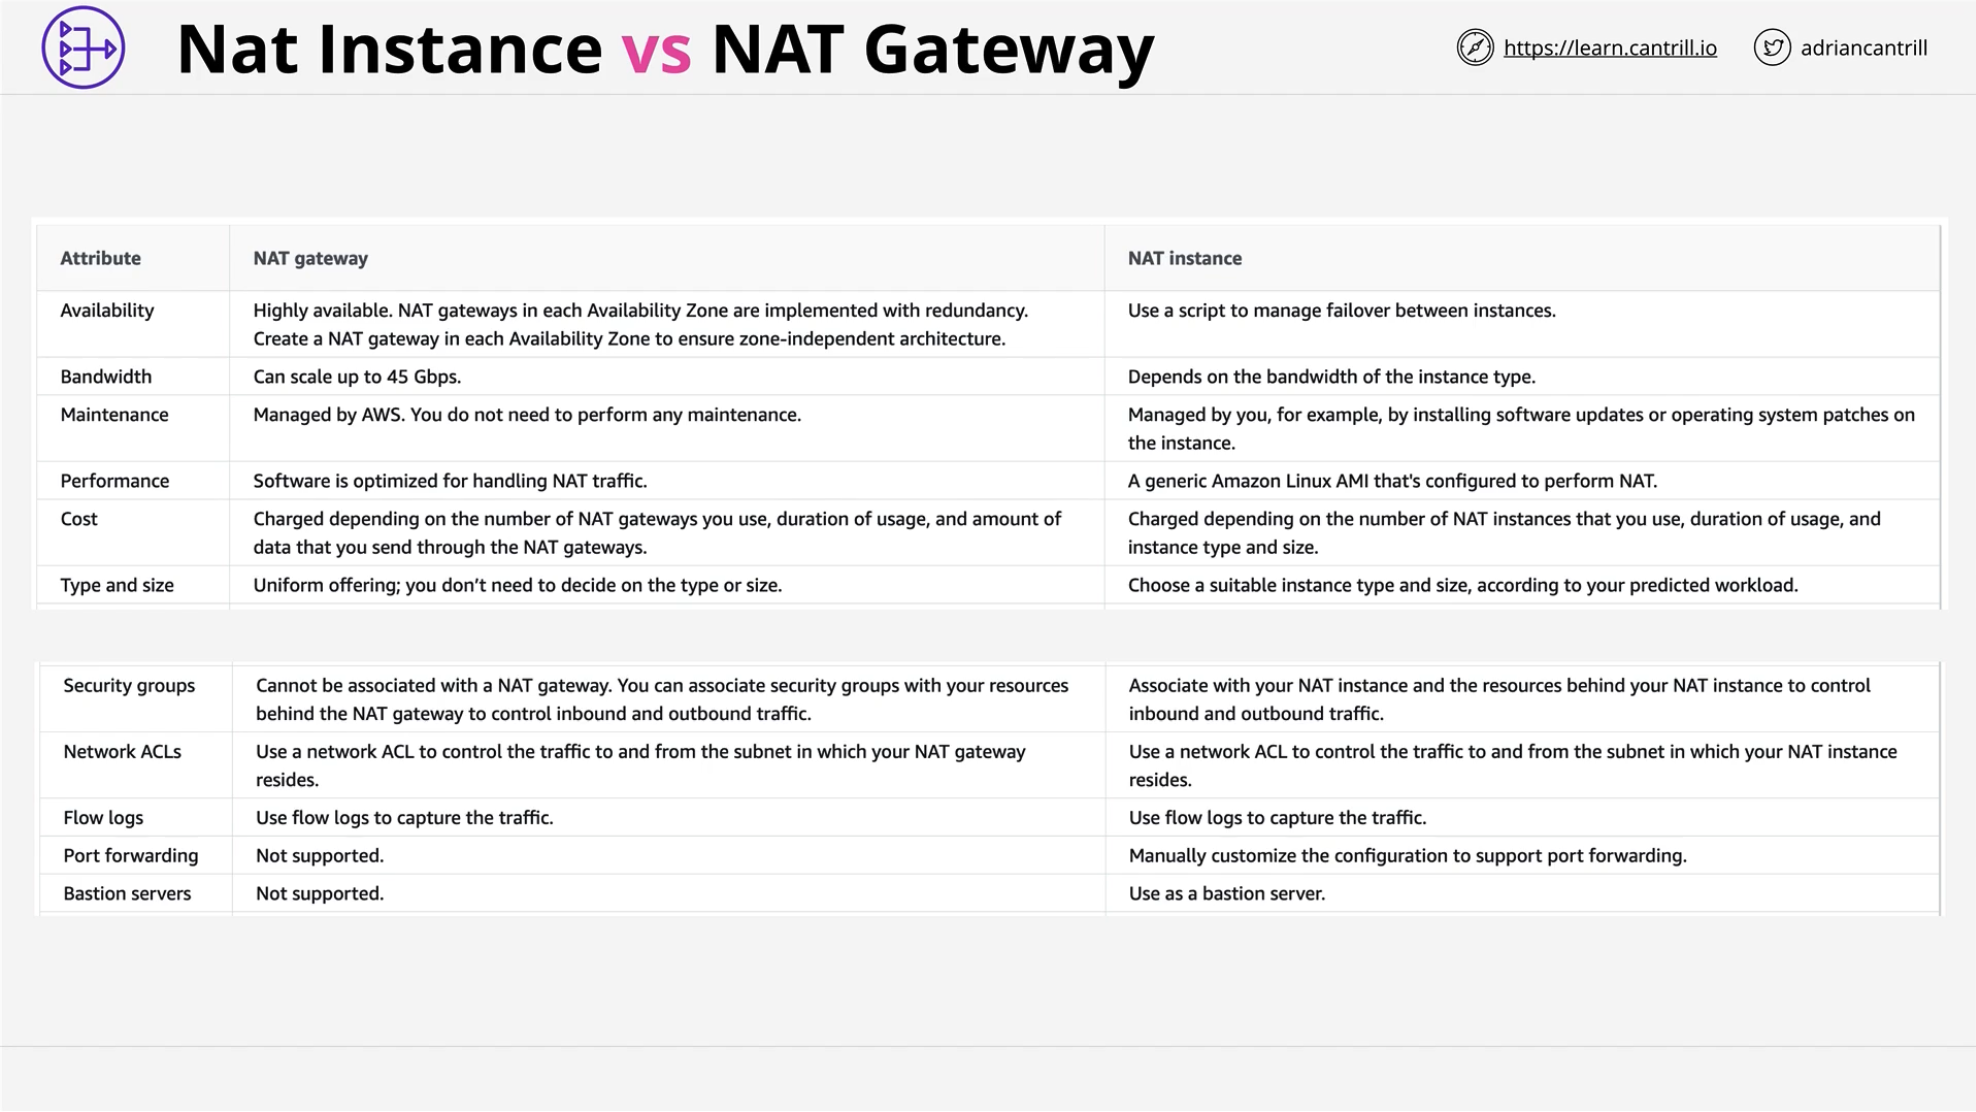 Nat Instance vs NAT Gateway
https://learn.cantrill.io
adriancantrill
Attribute
NAT gateway
NAT instance
Availability
Highly available. NAT gateways in each Availability Zone are implemented with redundancy.
Create a NAT gateway in each Availability Zone to ensure zone-independent architecture.
Use a script to manage failover between instances.
Bandwidth
Can scale up to 45 Gbps.
Depends on the bandwidth of the instance type.
Maintenance
Managed by AWS. You do not need to perform any maintenance.
Managed by you, for example, by installing software updates or operating system patches on
the instance.
Performance
Software is optimized for handling NAT traffic.
A generic Amazon Linux AMI that's configured to perform NAT.
Cost
Charged depending on the number of NAT gateways you use, duration of usage, and amount of
data that you send through the NAT gateways.
Charged depending on the number of NAT instances that you use, duration of usage, and
instance type and size.
Type and size
Uniform offering; you don’t need to decide on the type or size.
Choose a suitable instance type and size, according to your predicted workload.
Security groups
Cannot be associated with a NAT gateway. You can associate security groups with your resources
behind the NAT gateway to control inbound and outbound traffic.
Associate with your NAT instance and the resources behind your NAT instance to control
inbound and outbound traffic.
Network ACLs
Use a network ACL to control the traffic to and from the subnet in which your NAT gateway
resides.
Use a network ACL to control the traffic to and from the subnet in which your NAT instance
resides.
Flow logs
Use flow logs to capture the traffic.
Use flow logs to capture the traffic.
Port forwarding
Not supported.
Manually customize the configuration to support port forwarding.
Bastion servers
Not supported.
Use as a bastion server.